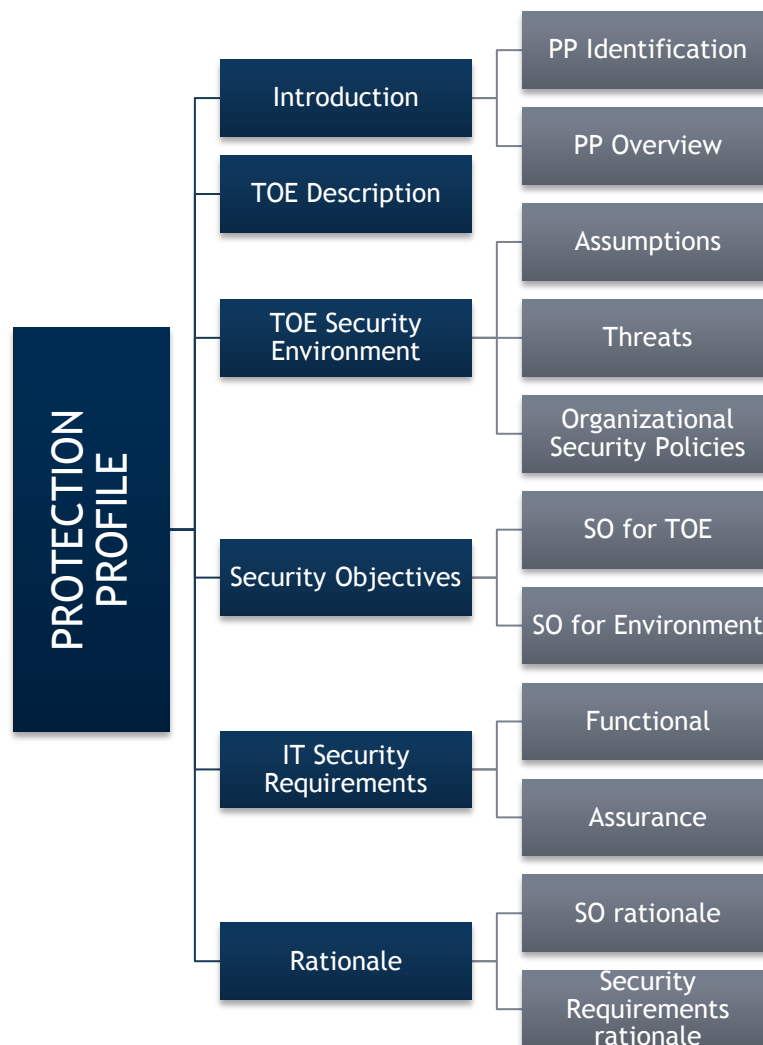 PROTECTION
PROFILE
Introduction
PP Identification
PP Overview
TOE Description
TOE Security
Environment
Assumptions
Threats
Organizational
Security Policies
Security Objectives
SO for TOE
SO for Environment
IT Security
Requirements
Functional
Assurance
Rationale
SO rationale
Security
Requirements
rationale